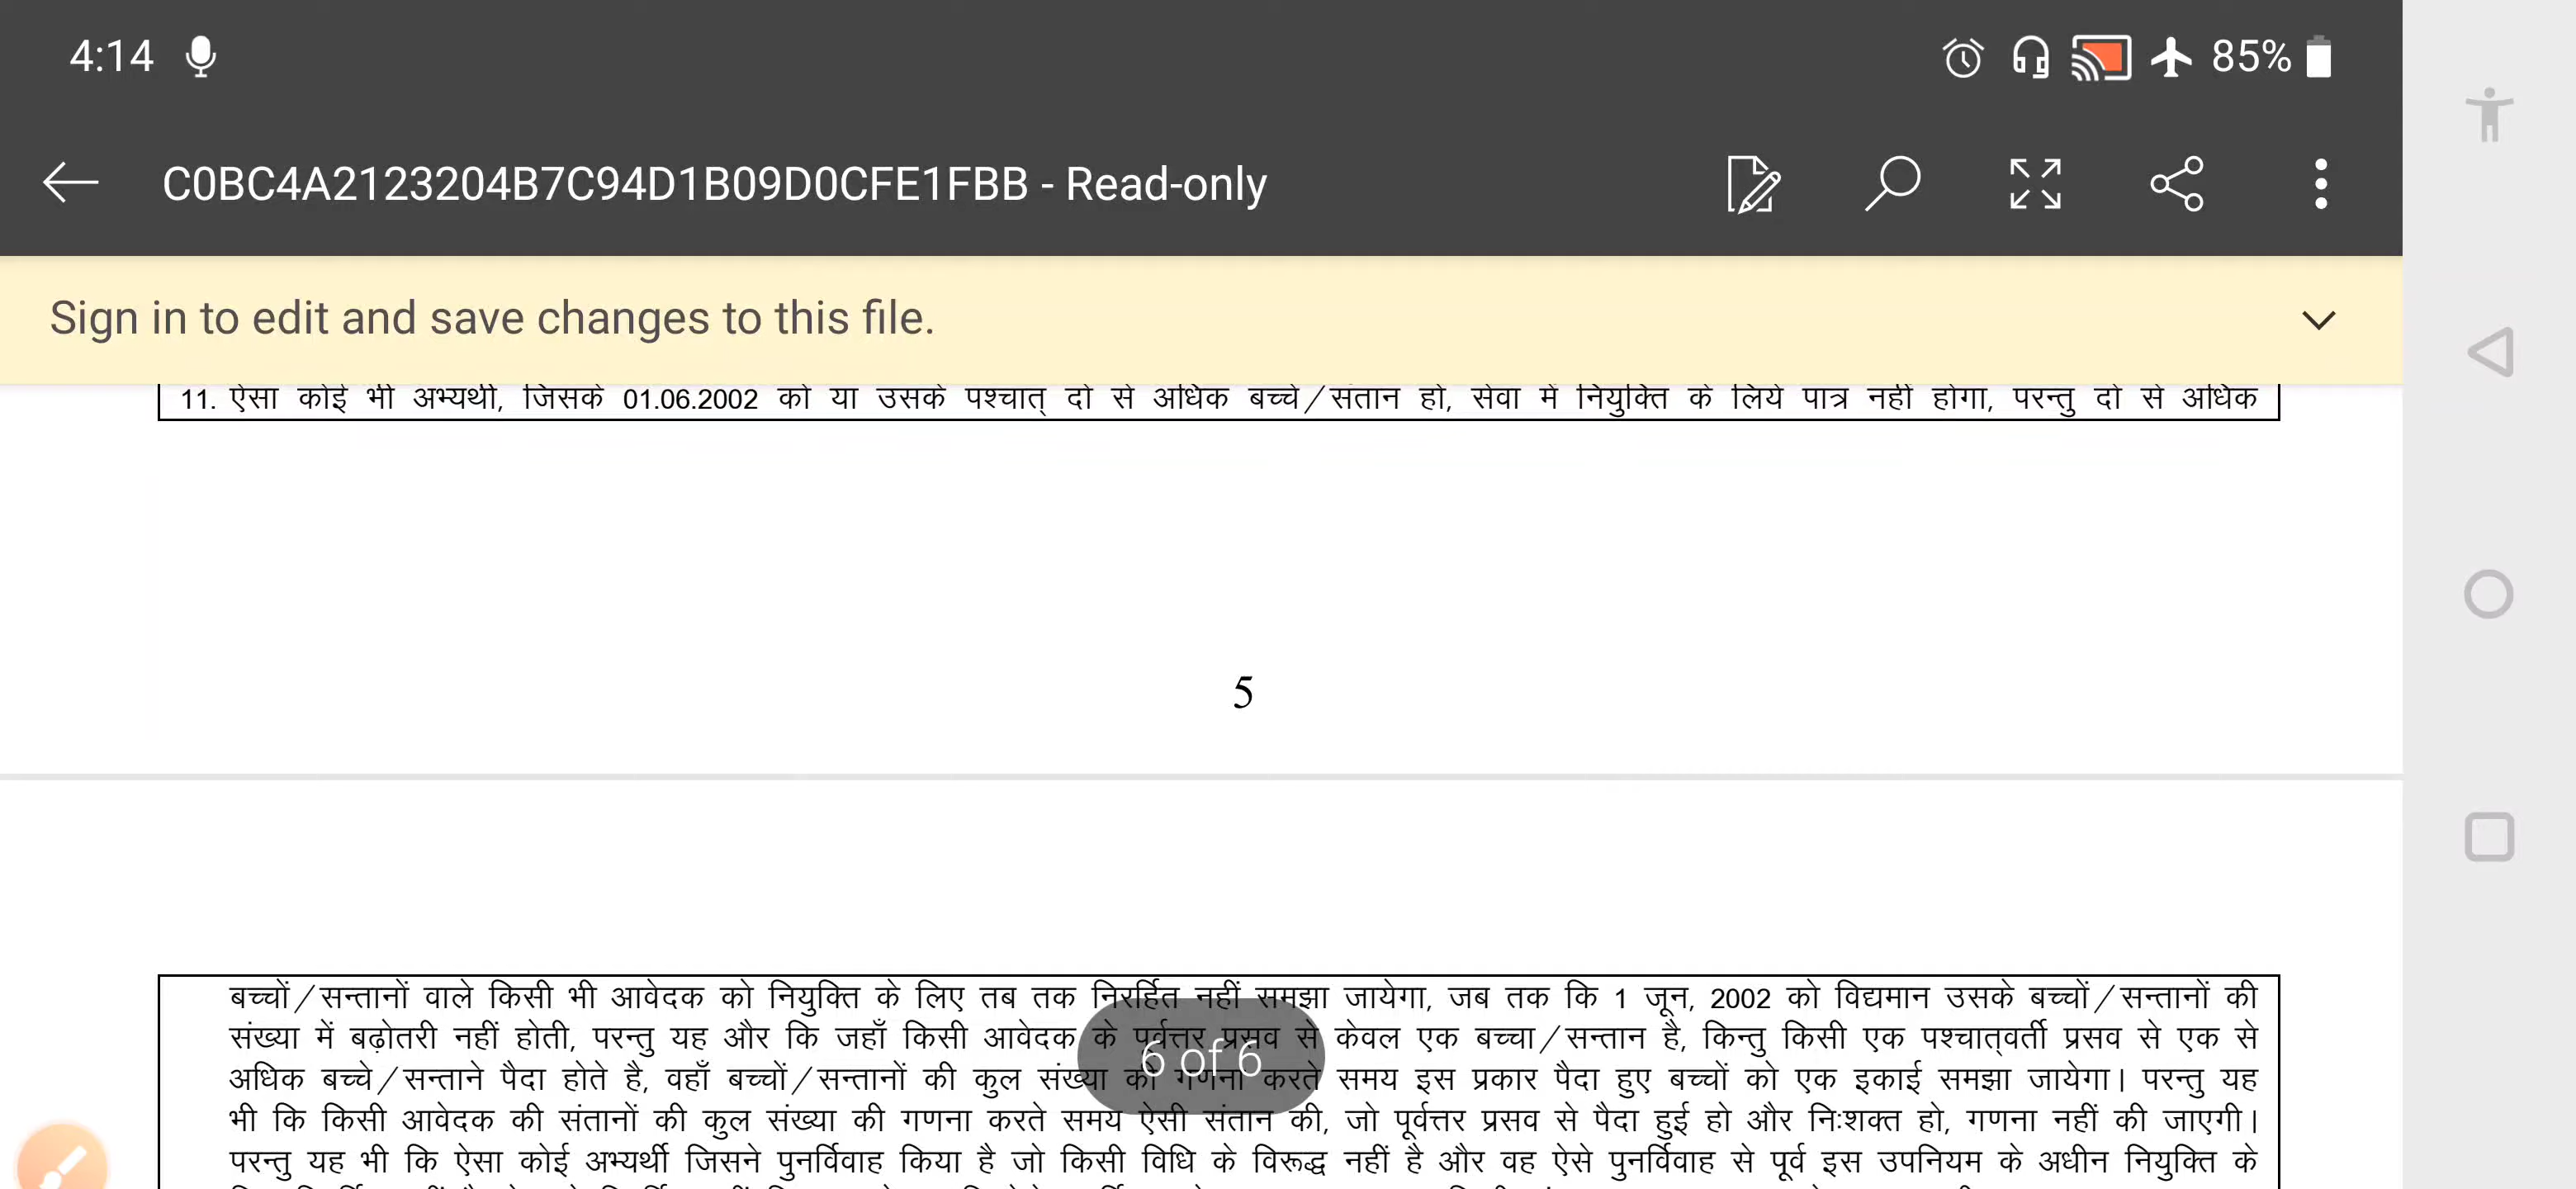 4:14
85%
C0BC4A2123204B7C94D1B09D0CFE1FBB - Read-only
Sign in to edit and save changes to this file.
11. ऐसा कोई भी अभ्यर्थी, जिसके 01.06.2002 को या उसके पश्चात् दो से अधिक बच्चे/संतान हो, सेवा में नियुक्ति के लिये पात्र नहीं होगा, परन्तु दो से अधिक
5
बच्चों/सन्तानों वाले किसी भी आवेदक को नियुक्ति के लिए तब तक निरर्हित नहीं समझा जायेगा, जब तक कि 1 जून, 2002 को विद्यमान उसके बच्चों/सन्तानों की
संख्या में बढ़ोतरी नहीं होती, परन्तु यह और कि जहाँ किसी आवेदक के पूर्वत्तर प्रसव से केवल एक बच्चा/सन्तान है, किन्तु किसी एक पश्चात्वर्ती प्रसव से एक से
6 of 6
अधिक बच्चे/सन्ताने पैदा होते है, वहाँ बच्चों/सन्तानों की कुल संख्या की गणना करते समय इस प्रकार पैदा हुए बच्चों को एक इकाई समझा जायेगा। परन्तु यह
भी कि किसी आवेदक की संतानों की कुल संख्या की गणना करते समय ऐसी संतान की, जो पूर्वत्तर प्रसव से पैदा हुई हो और निःशक्त हो, गणना नहीं की जाएगी।
परन्तु यह भी कि ऐसा कोई अभ्यर्थी जिसने पुनर्विवाह किया है जो किसी विधि के विरूद्ध नहीं है और वह ऐसे पुनर्विवाह से पूर्व इस उपनियम के अधीन नियुक्ति के